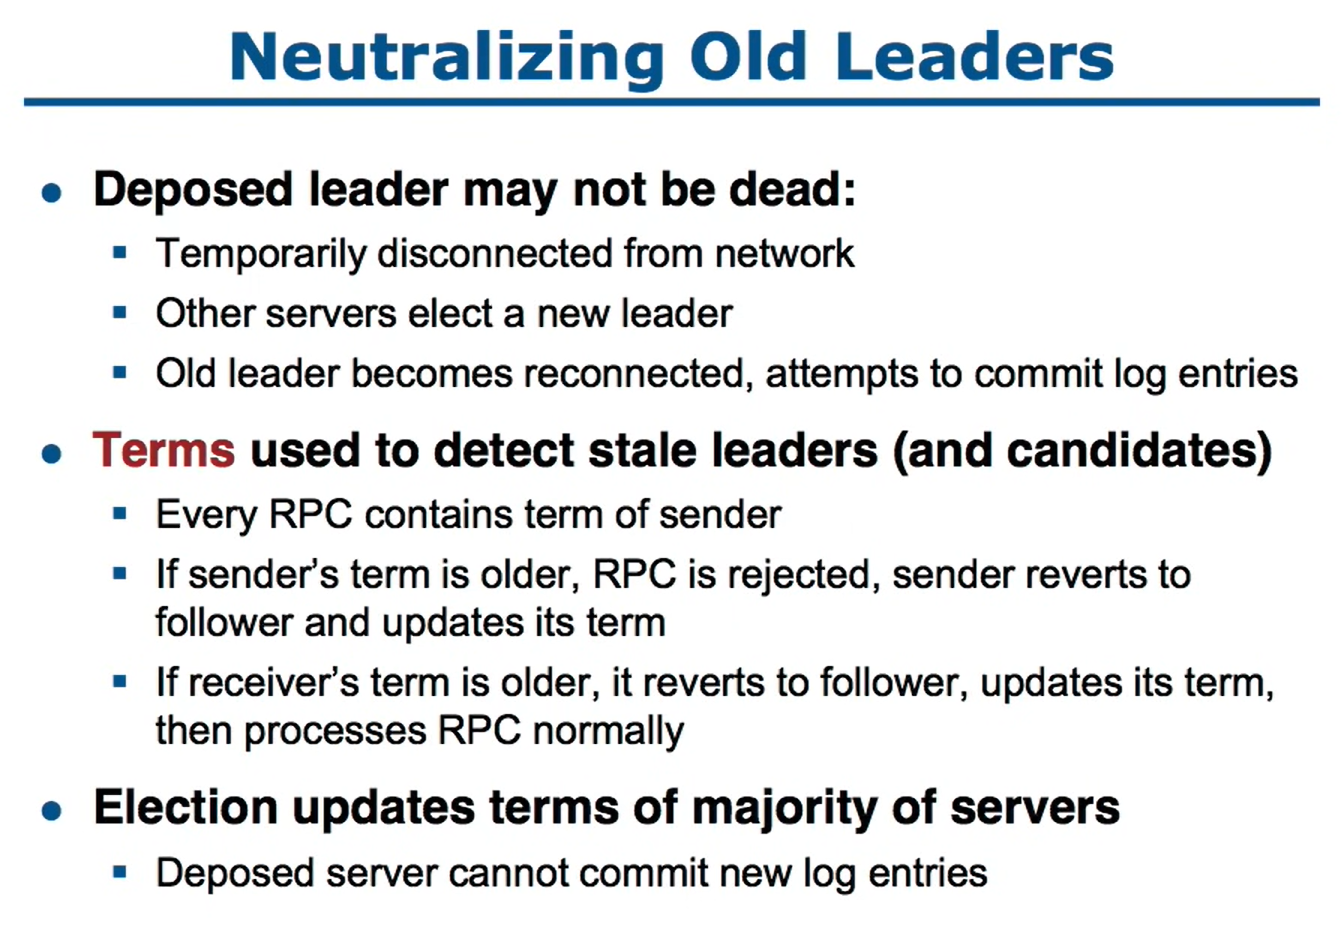 Neutralizing Old Leaders
● Deposed leader may not be dead:
▪ Temporarily disconnected from network
▪ Other servers elect a new leader
▪ Old leader becomes reconnected, attempts to commit log entries
● Terms used to detect stale leaders (and candidates)
▪ Every RPC contains term of sender
▪ If sender’s term is older, RPC is rejected, sender reverts to
follower and updates its term
▪ If receiver’s term is older, it reverts to follower, updates its term,
then processes RPC normally
● Election updates terms of majority of servers
▪ Deposed server cannot commit new log entries